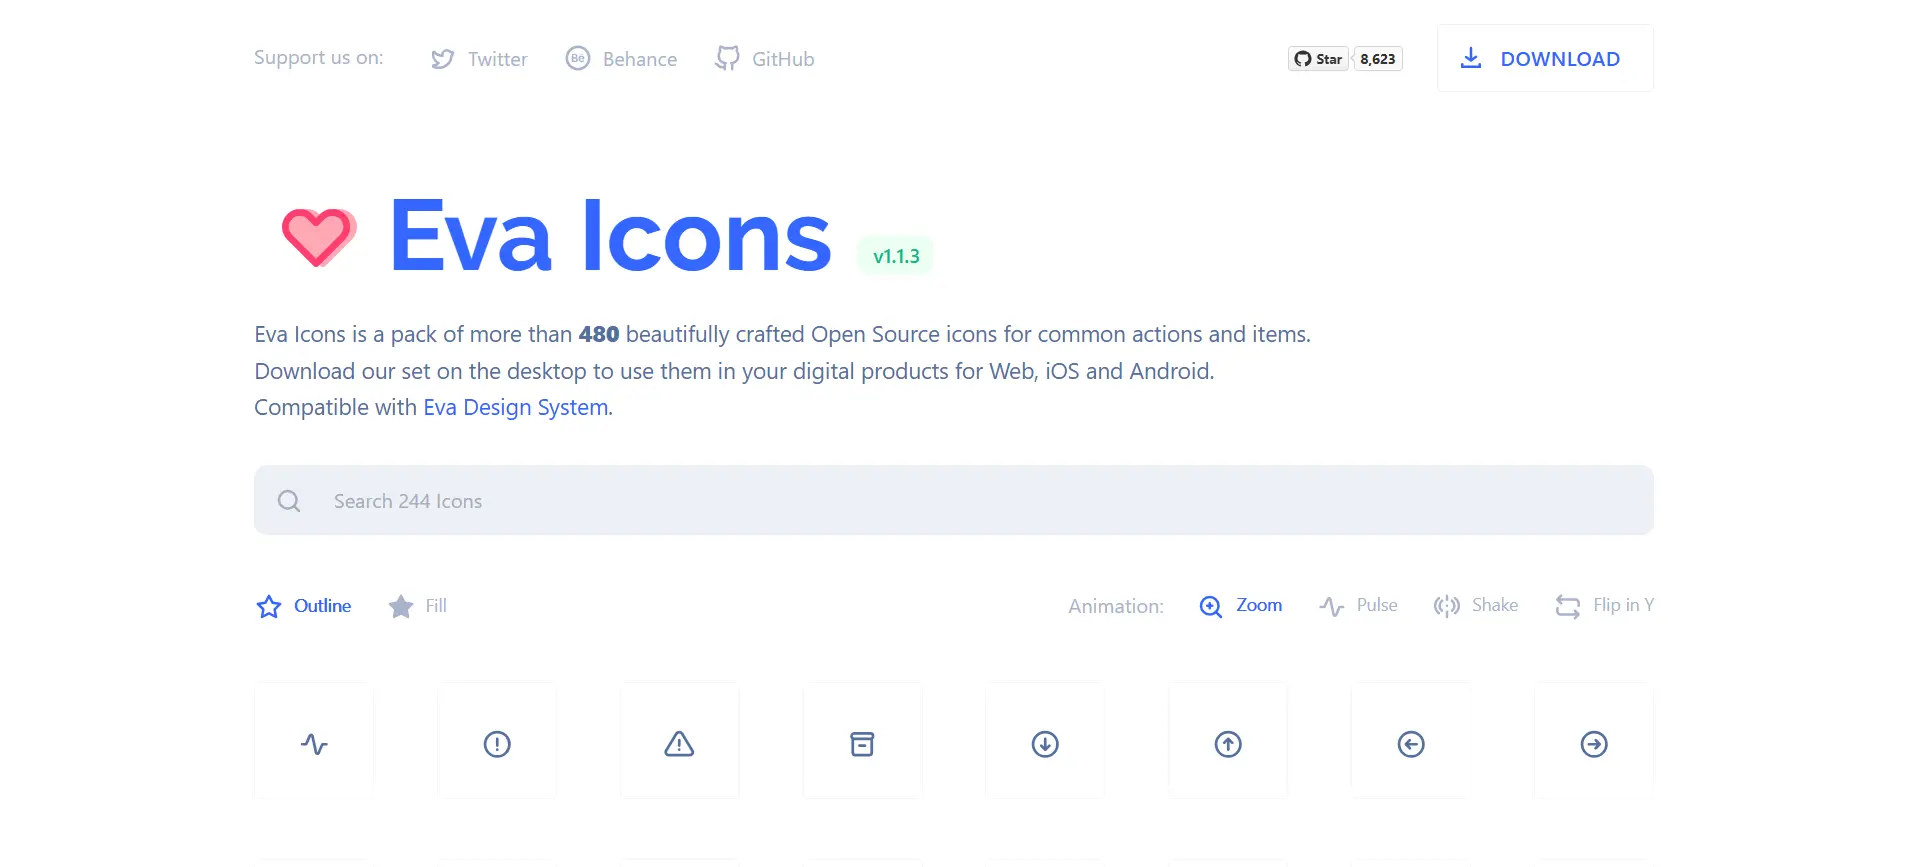 Support us on: Twitter Behance GitHub Star 8,623 DOWNLOAD
Eva Icons v1.1.3
Eva Icons is a pack of more than 480 beautifully crafted Open Source icons for common actions and items.
Download our set on the desktop to use them in your digital products for Web, iOS and Android.
Compatible with Eva Design System.
Search 244 Icons
Outline Fill Animation: Zoom Pulse Shake Flip in Y